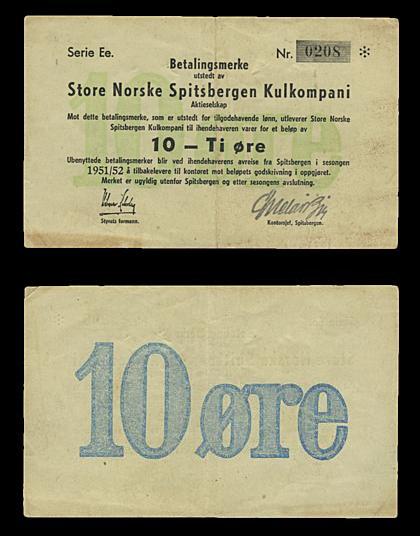 Serie Ee.
Nr. 0208 *
Betalingsmerke
utstedt av
Store Norske Spitsbergen Kulkompani
Aktieselskap
Mot dette betalingsmerke, som er utstedt for tilgodehavende lønn, utleverer Store Norske
Spitsbergen Kulkompani til ihendehaveren varer for et beløp av
10 — Ti øre
Ubenyttede betalingsmerker blir ved ihendehaverens avreise fra Spitsbergen i sesongen
1951/52 å tilbakelevere til kontoret mot beløpets godskrivning i oppgjøret.
Merket er ugyldig utenfor Spitsbergen og etter sesongens avslutning.
Styrets formann.
Kontorsjef, Spitsbergen.
10 øre
10 øre